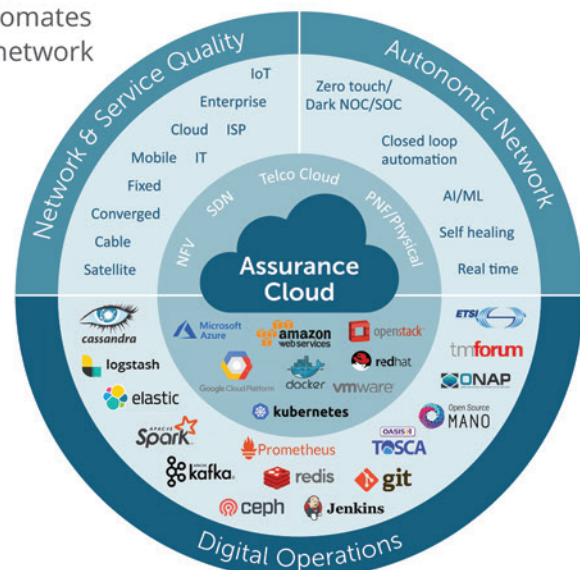 omates
network
Network & Service Quality
Autonomic Network
IoT
Enterprise
Cloud ISP
Mobile IT
Fixed
Converged
Cable
Satellite
Zero touch/
Dark NOC/SOC
Closed loop
automation
AI/ML
Self healing
Real time
NFV
SDN
Telco Cloud
PNF/Physical
Assurance
Cloud
cassandra
logstash
elastic
APACHE
Spark
kafka
ceph
Microsoft
Azure
amazon
webservices
openstack
Google Cloud Platform
docker
redhat
vmware
kubernetes
Prometheus
redis
git
Jenkins
OASIS
TOSCA
ETSI
tmforum
ONAP
Open Source
MANO
Digital Operations